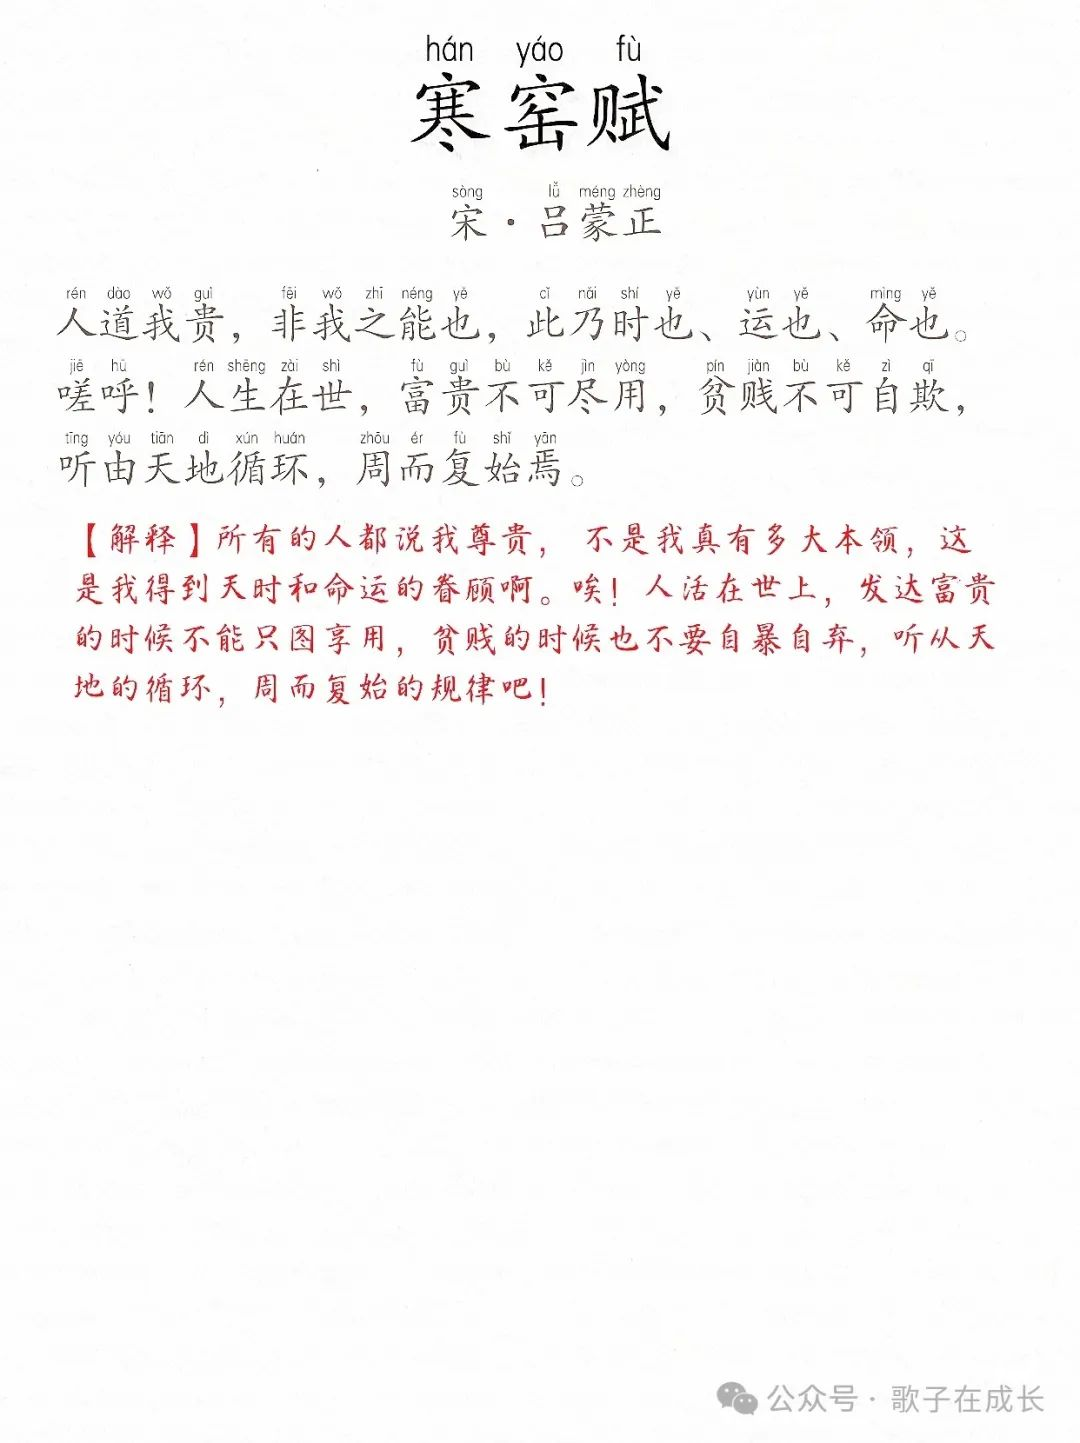 hán yáo fù
寒窑赋
sòng lǚ méng zhèng
宋·吕蒙正
rén dào wǒ guì fēi wǒ zhī néng yě cǐ nǎi shí yě yùn yě mìng yě
人道我贵，非我之能也，此乃时也、运也、命也。
jiē hū rén shēng zài shì fù guì bù kě jìn yòng pín jiàn bù kě zì qī
嗟呼！人生在世，富贵不可尽用，贫贱不可自欺，
tīng yóu tiān dì xún huán zhōu ér fù shǐ yān
听由天地循环，周而复始焉。
【解释】所有的人都说我尊贵，不是我真有多大本领，这
是我得到天时和命运的眷顾啊。唉！人活在世上，发达富贵
的时候不能只图享用，贫贱的时候也不要自暴自弃，听从天
地的循环，周而复始的规律吧！
公众号·歌子在成长